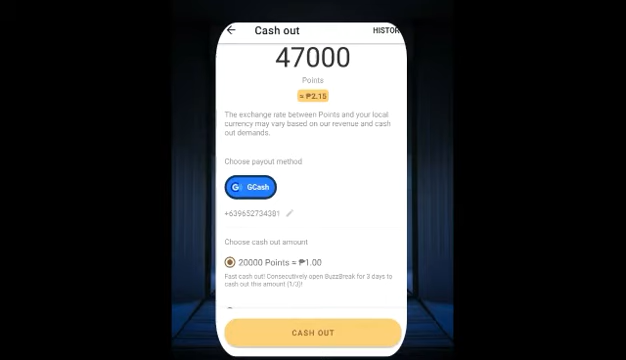 Cash out
HISTOR
47000
Points
≈ ₱2.15
The exchange rate between Points and your local
currency may vary based on our revenue and cash
out demands.
Choose payout method
GCash
+639652734381
Choose cash out amount
20000 Points = ₱1.00
Fast cash out! Consecutively open BuzzBreak for 3 days to
cash out this amount (1/3)!
CASH OUT